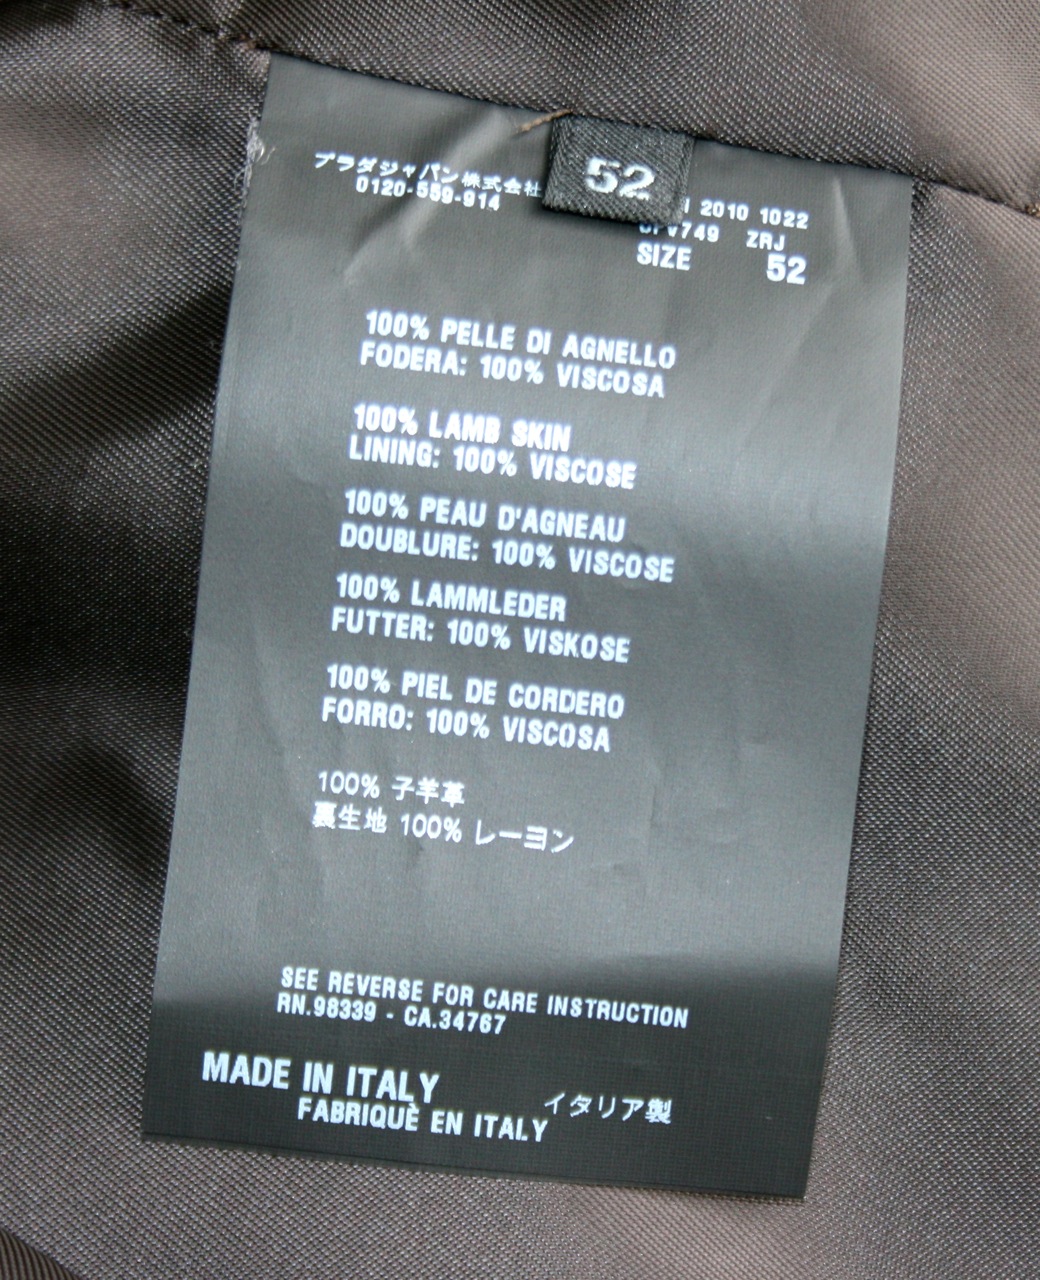 プラダジャパン株式会社
0120-559-914
52
2010 1022
ZRJ
SIZE 52
100% PELLE DI AGNELLO
FODERA: 100% VISCOSA
100% LAMB SKIN
LINING: 100% VISCOSE
100% PEAU D'AGNEAU
DOUBLURE: 100% VISCOSE
100% LAMMLEDER
FUTTER: 100% VISKOSE
100% PIEL DE CORDERO
FORRO: 100% VISCOSA
100% 子羊革
裏生地 100% レーヨン
SEE REVERSE FOR CARE INSTRUCTION
RN.98339 - CA.34767
MADE IN ITALY
FABRIQUÈ EN ITALY
イタリア製